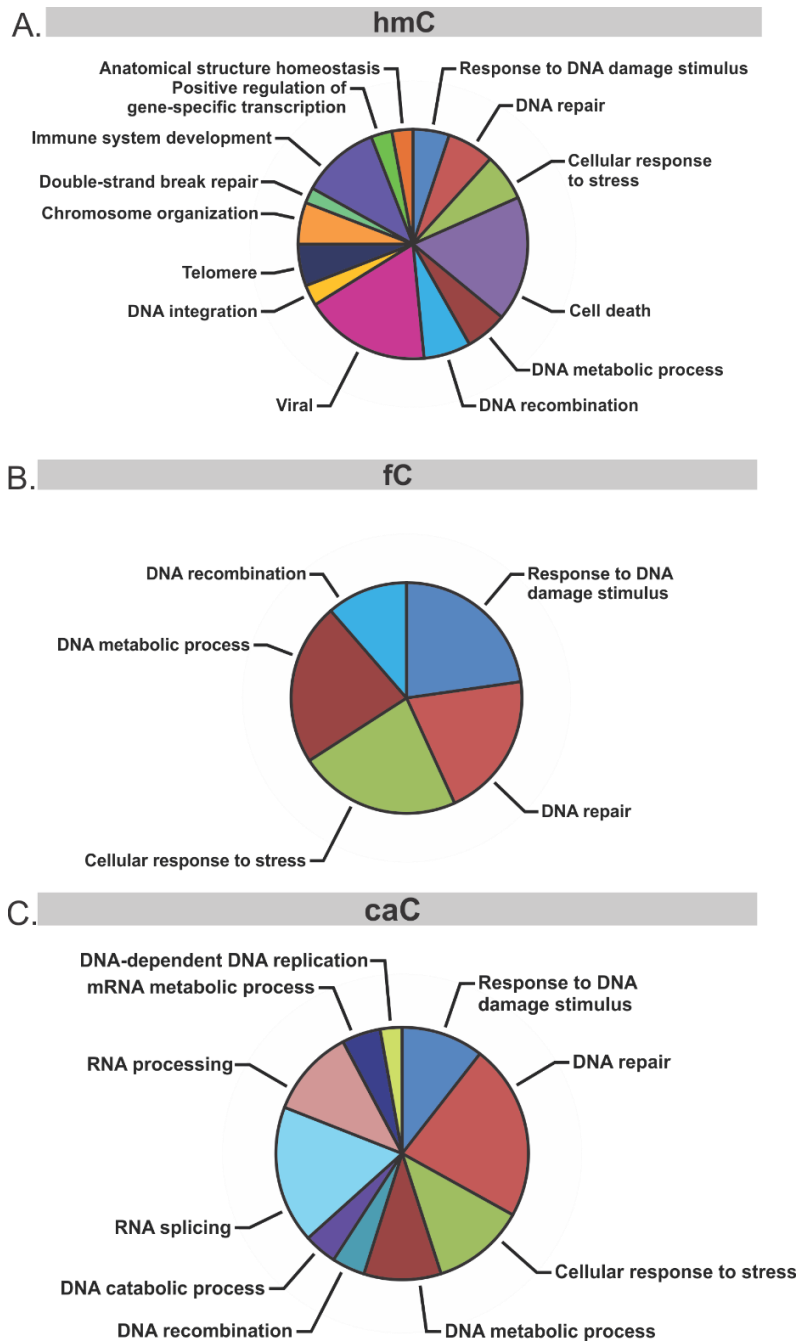 A.
hmC
Anatomical structure homeostasis
Response to DNA damage stimulus
Positive regulation of
gene-specific transcription
DNA repair
Immune system development
Cellular response
to stress
Double-strand break repair
Chromosome organization
Telomere
DNA integration
Cell death
DNA metabolic process
Viral
DNA recombination
B.
fC
DNA recombination
Response to DNA
damage stimulus
DNA metabolic process
DNA repair
Cellular response to stress
C.
caC
DNA-dependent DNA replication
mRNA metabolic process
Response to DNA
damage stimulus
RNA processing
DNA repair
RNA splicing
Cellular response to stress
DNA catabolic process
DNA recombination
DNA metabolic process